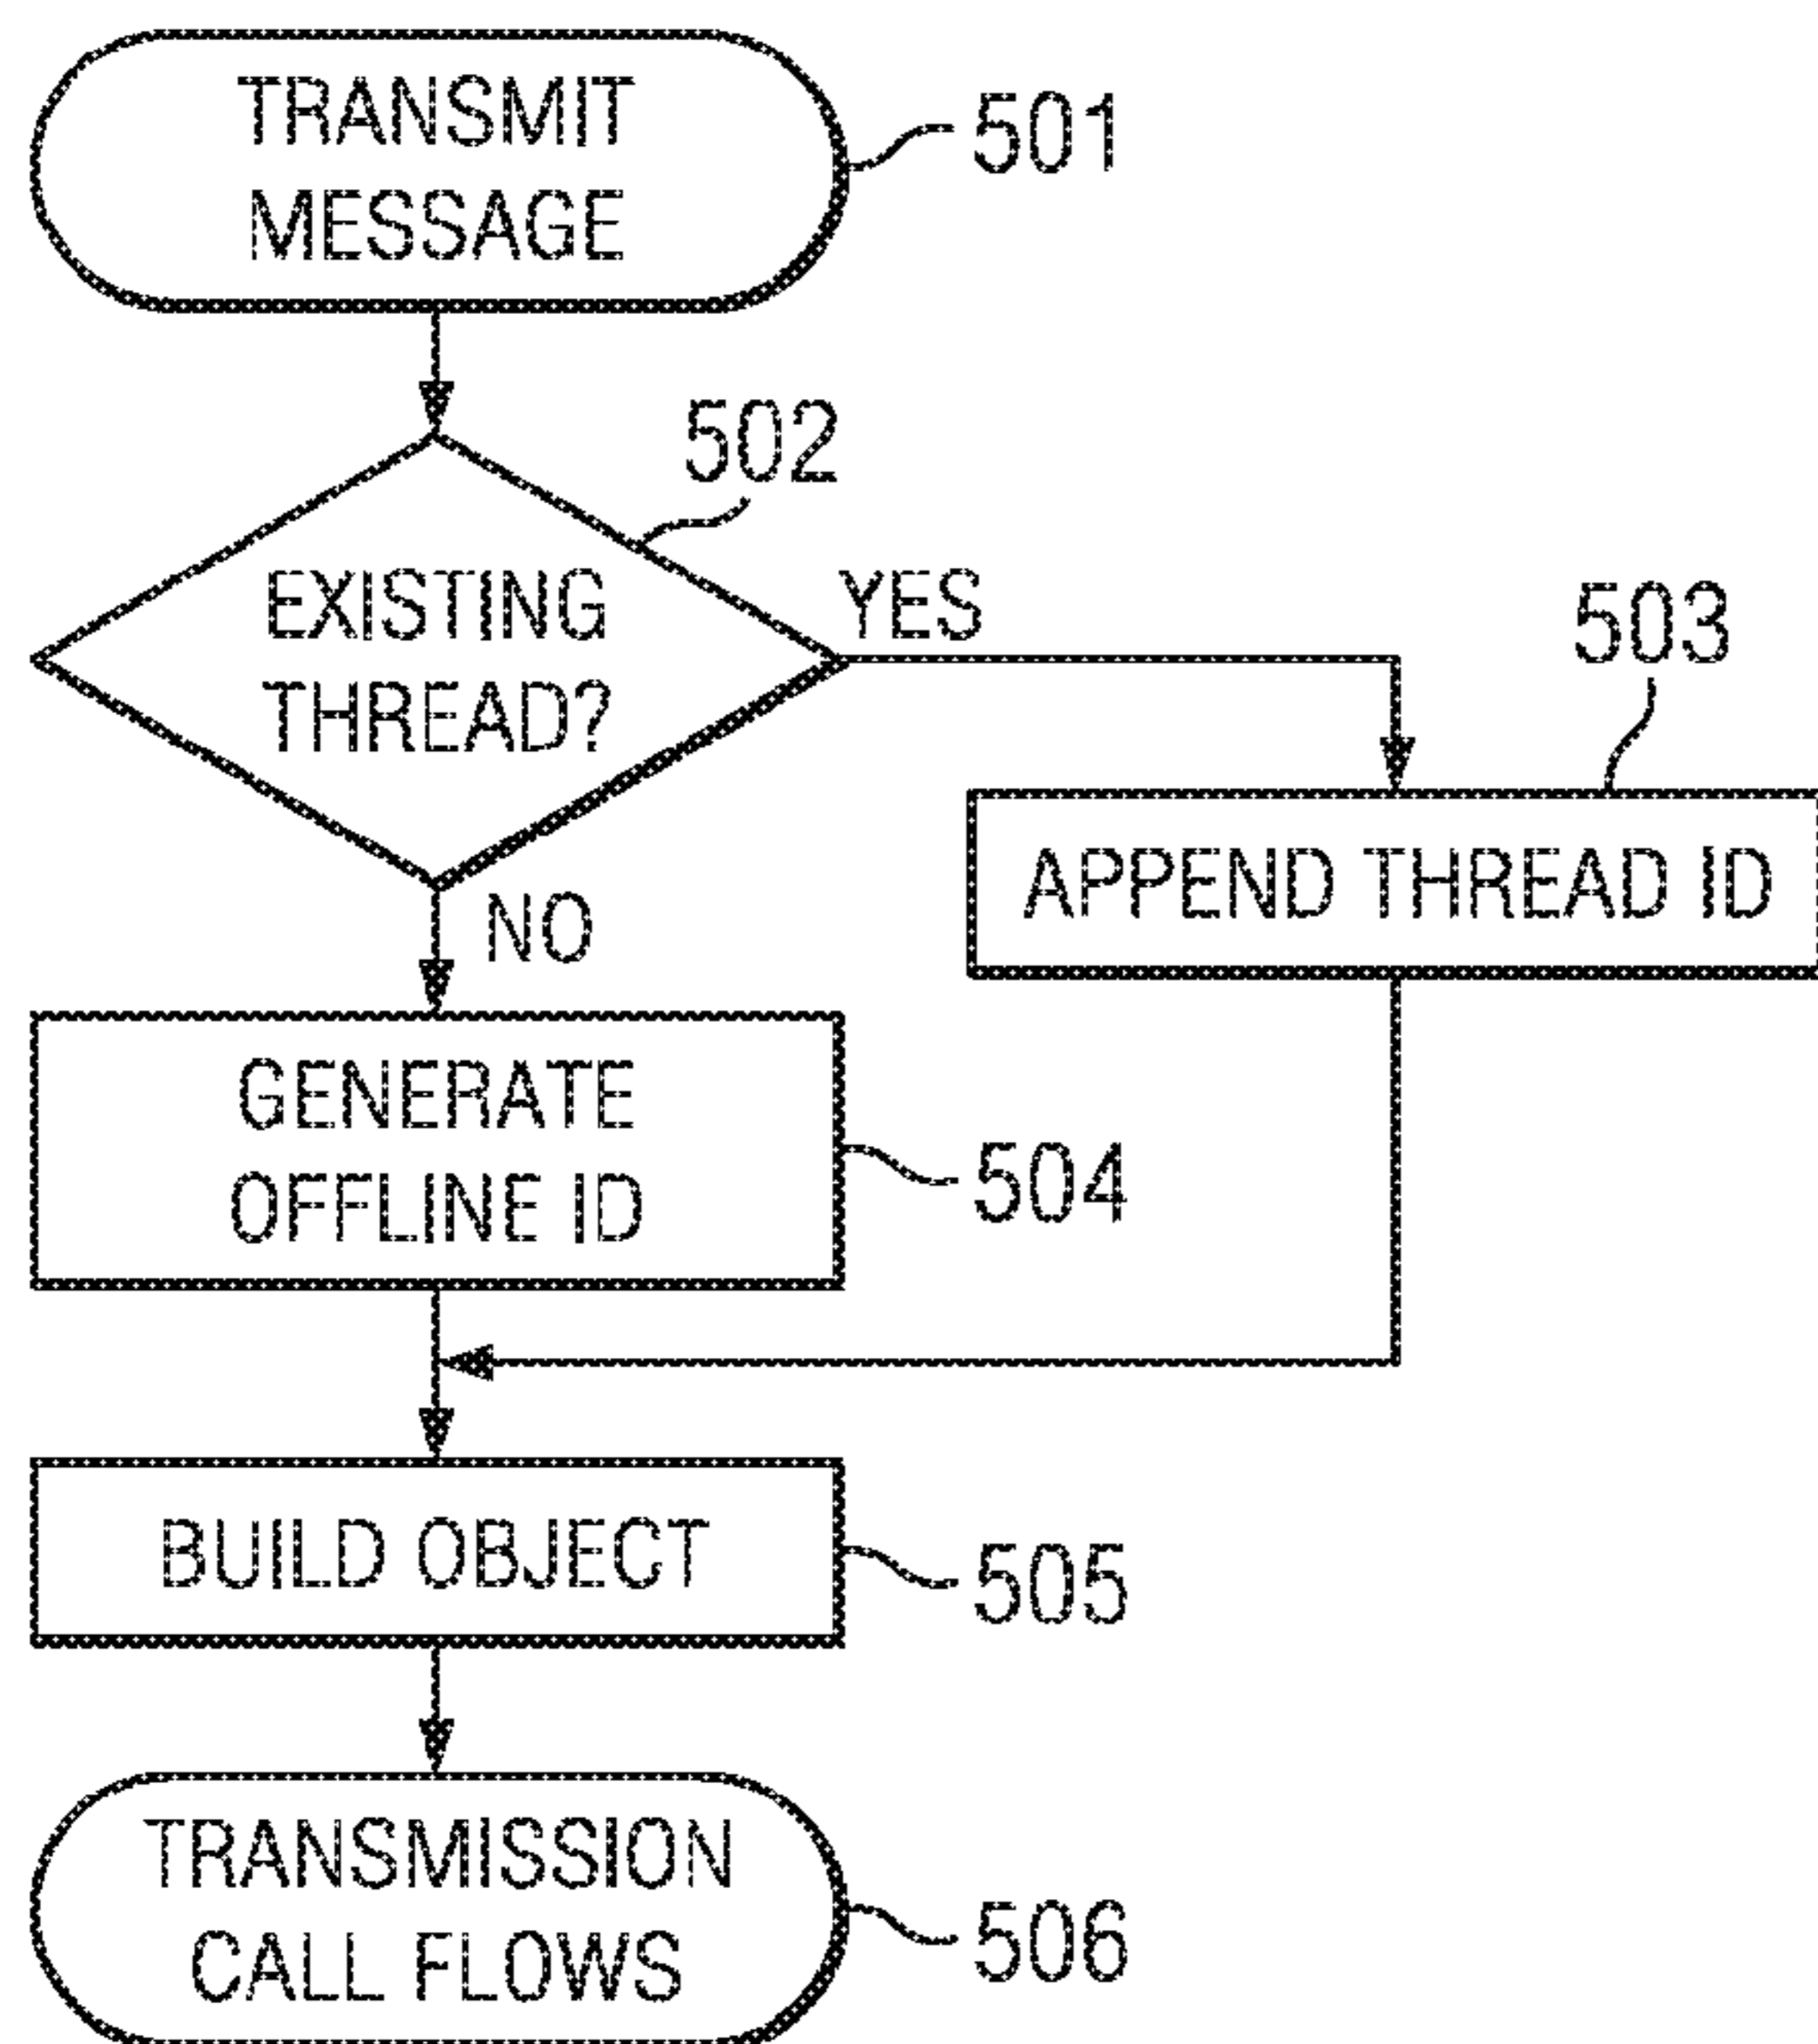 TRANSMIT
MESSAGE
501
502
EXISTING
THREAD?
YES
503
APPEND THREAD ID
NO
GENERATE
OFFLINE ID
504
BUILD OBJECT
505
TRANSMISSION
CALL FLOWS
506